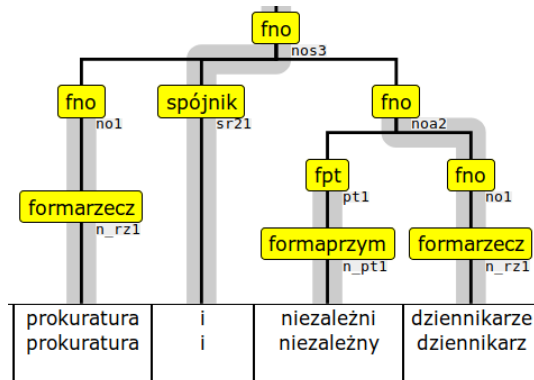 fno
nos3
fno spójnik fno
no1 sr21 noa2
fpt fno
pt1 no1
formarzecz formaprzym formarzecz
n_rz1 n_pt1 n_rz1
prokuratura i niezależni dziennikarze
prokuratura i niezależny dziennikarz